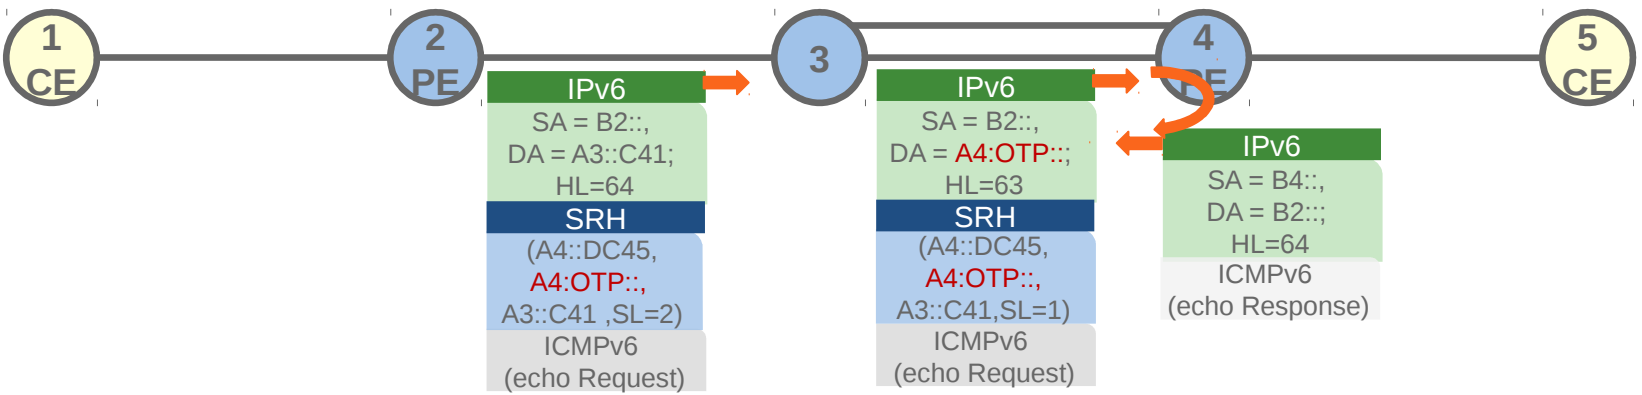 1
CE
2
PE
3
4
PE
5
CE
IPv6
SA = B2::,
DA = A3::C41;
HL=64
SRH
(A4::DC45,
A4:OTP::,
A3::C41 ,SL=2)
ICMPv6
(echo Request)
IPv6
SA = B2::,
DA = A4:OTP::;
HL=63
SRH
(A4::DC45,
A4:OTP::,
A3::C41,SL=1)
ICMPv6
(echo Request)
IPv6
SA = B4::,
DA = B2::;
HL=64
ICMPv6
(echo Response)